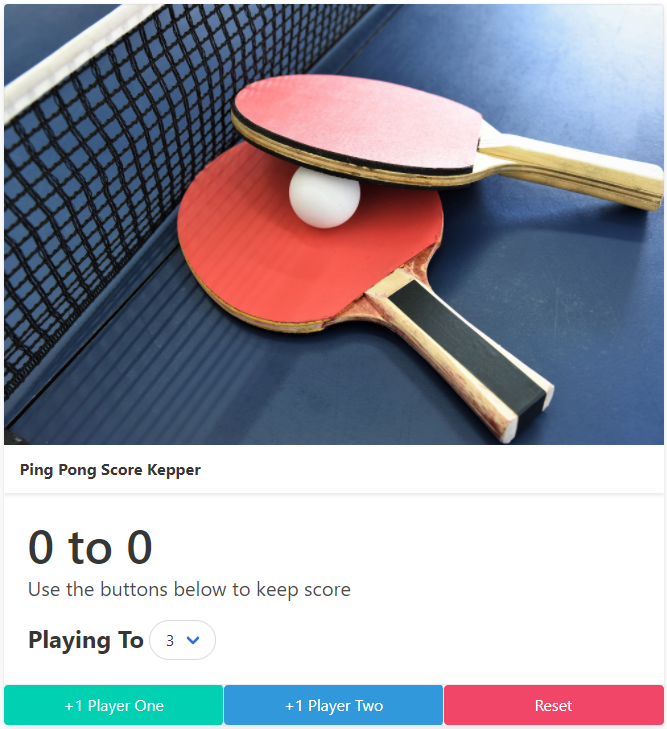 Ping Pong Score Kepper
0 to 0
Use the buttons below to keep score
Playing To 3
+1 Player One +1 Player Two Reset